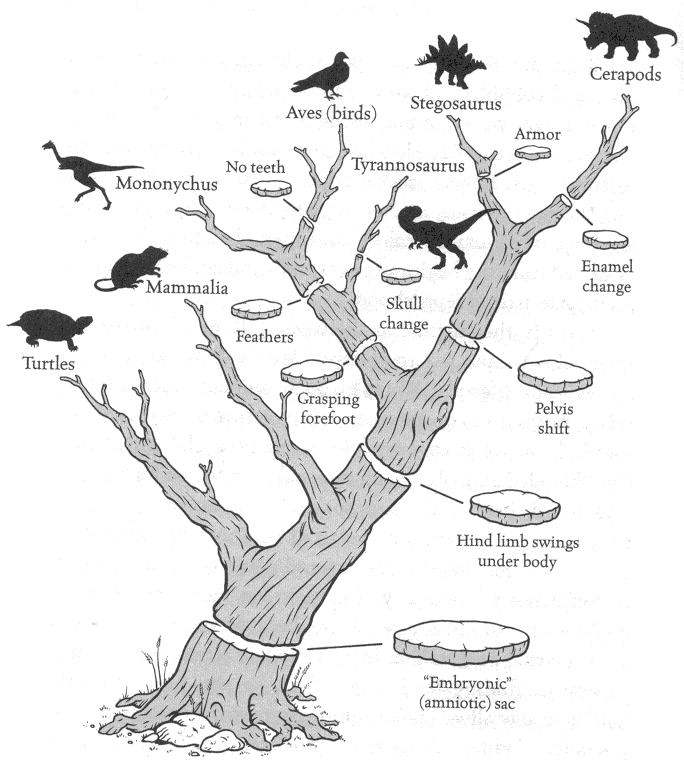 Cerapods
Stegosaurus
Aves (birds)
Armor
Tyrannosaurus
No teeth
Mononychus
Enamel
change
Mammalia
Skull
change
Feathers
Turtles
Grasping
forefoot
Pelvis
shift
Hind limb swings
under body
"Embryonic"
(amniotic) sac